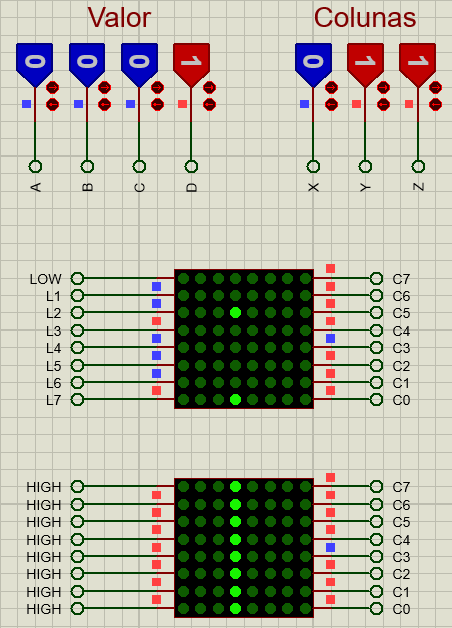 Valor Colunas
0 0 0 1 0 1 1
A B C D X Y Z
LOW C7
L1 C6
L2 C5
L3 C4
L4 C3
L5 C2
L6 C1
L7 C0
HIGH C7
HIGH C6
HIGH C5
HIGH C4
HIGH C3
HIGH C2
HIGH C1
HIGH C0